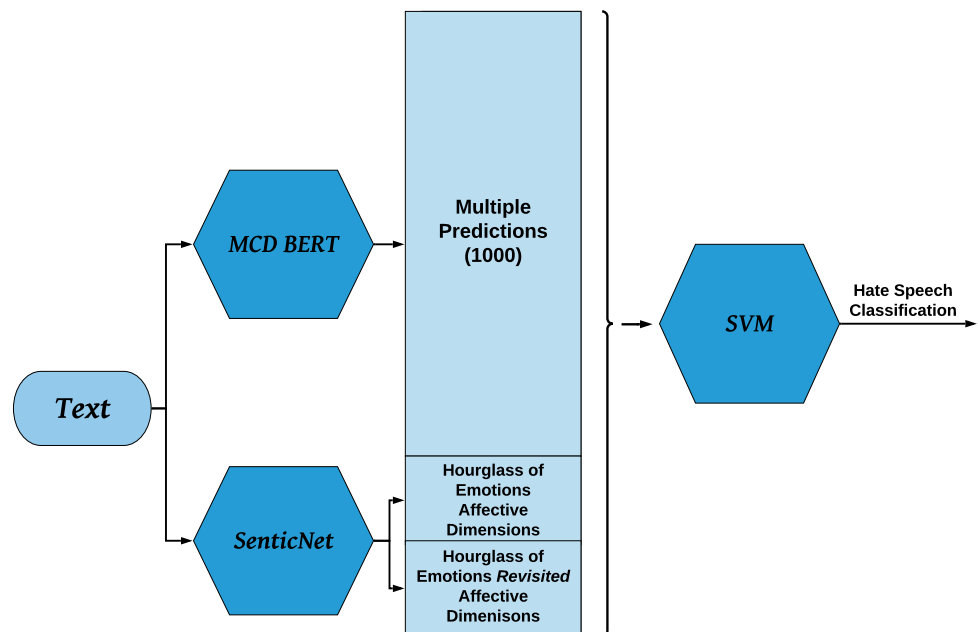 Text
MCD BERT
SenticNet
Multiple
Predictions
(1000)
Hourglass of
Emotions
Affective
Dimensions
Hourglass of
Emotions Revisited
Affective
Dimenisons
SVM
Hate Speech
Classification